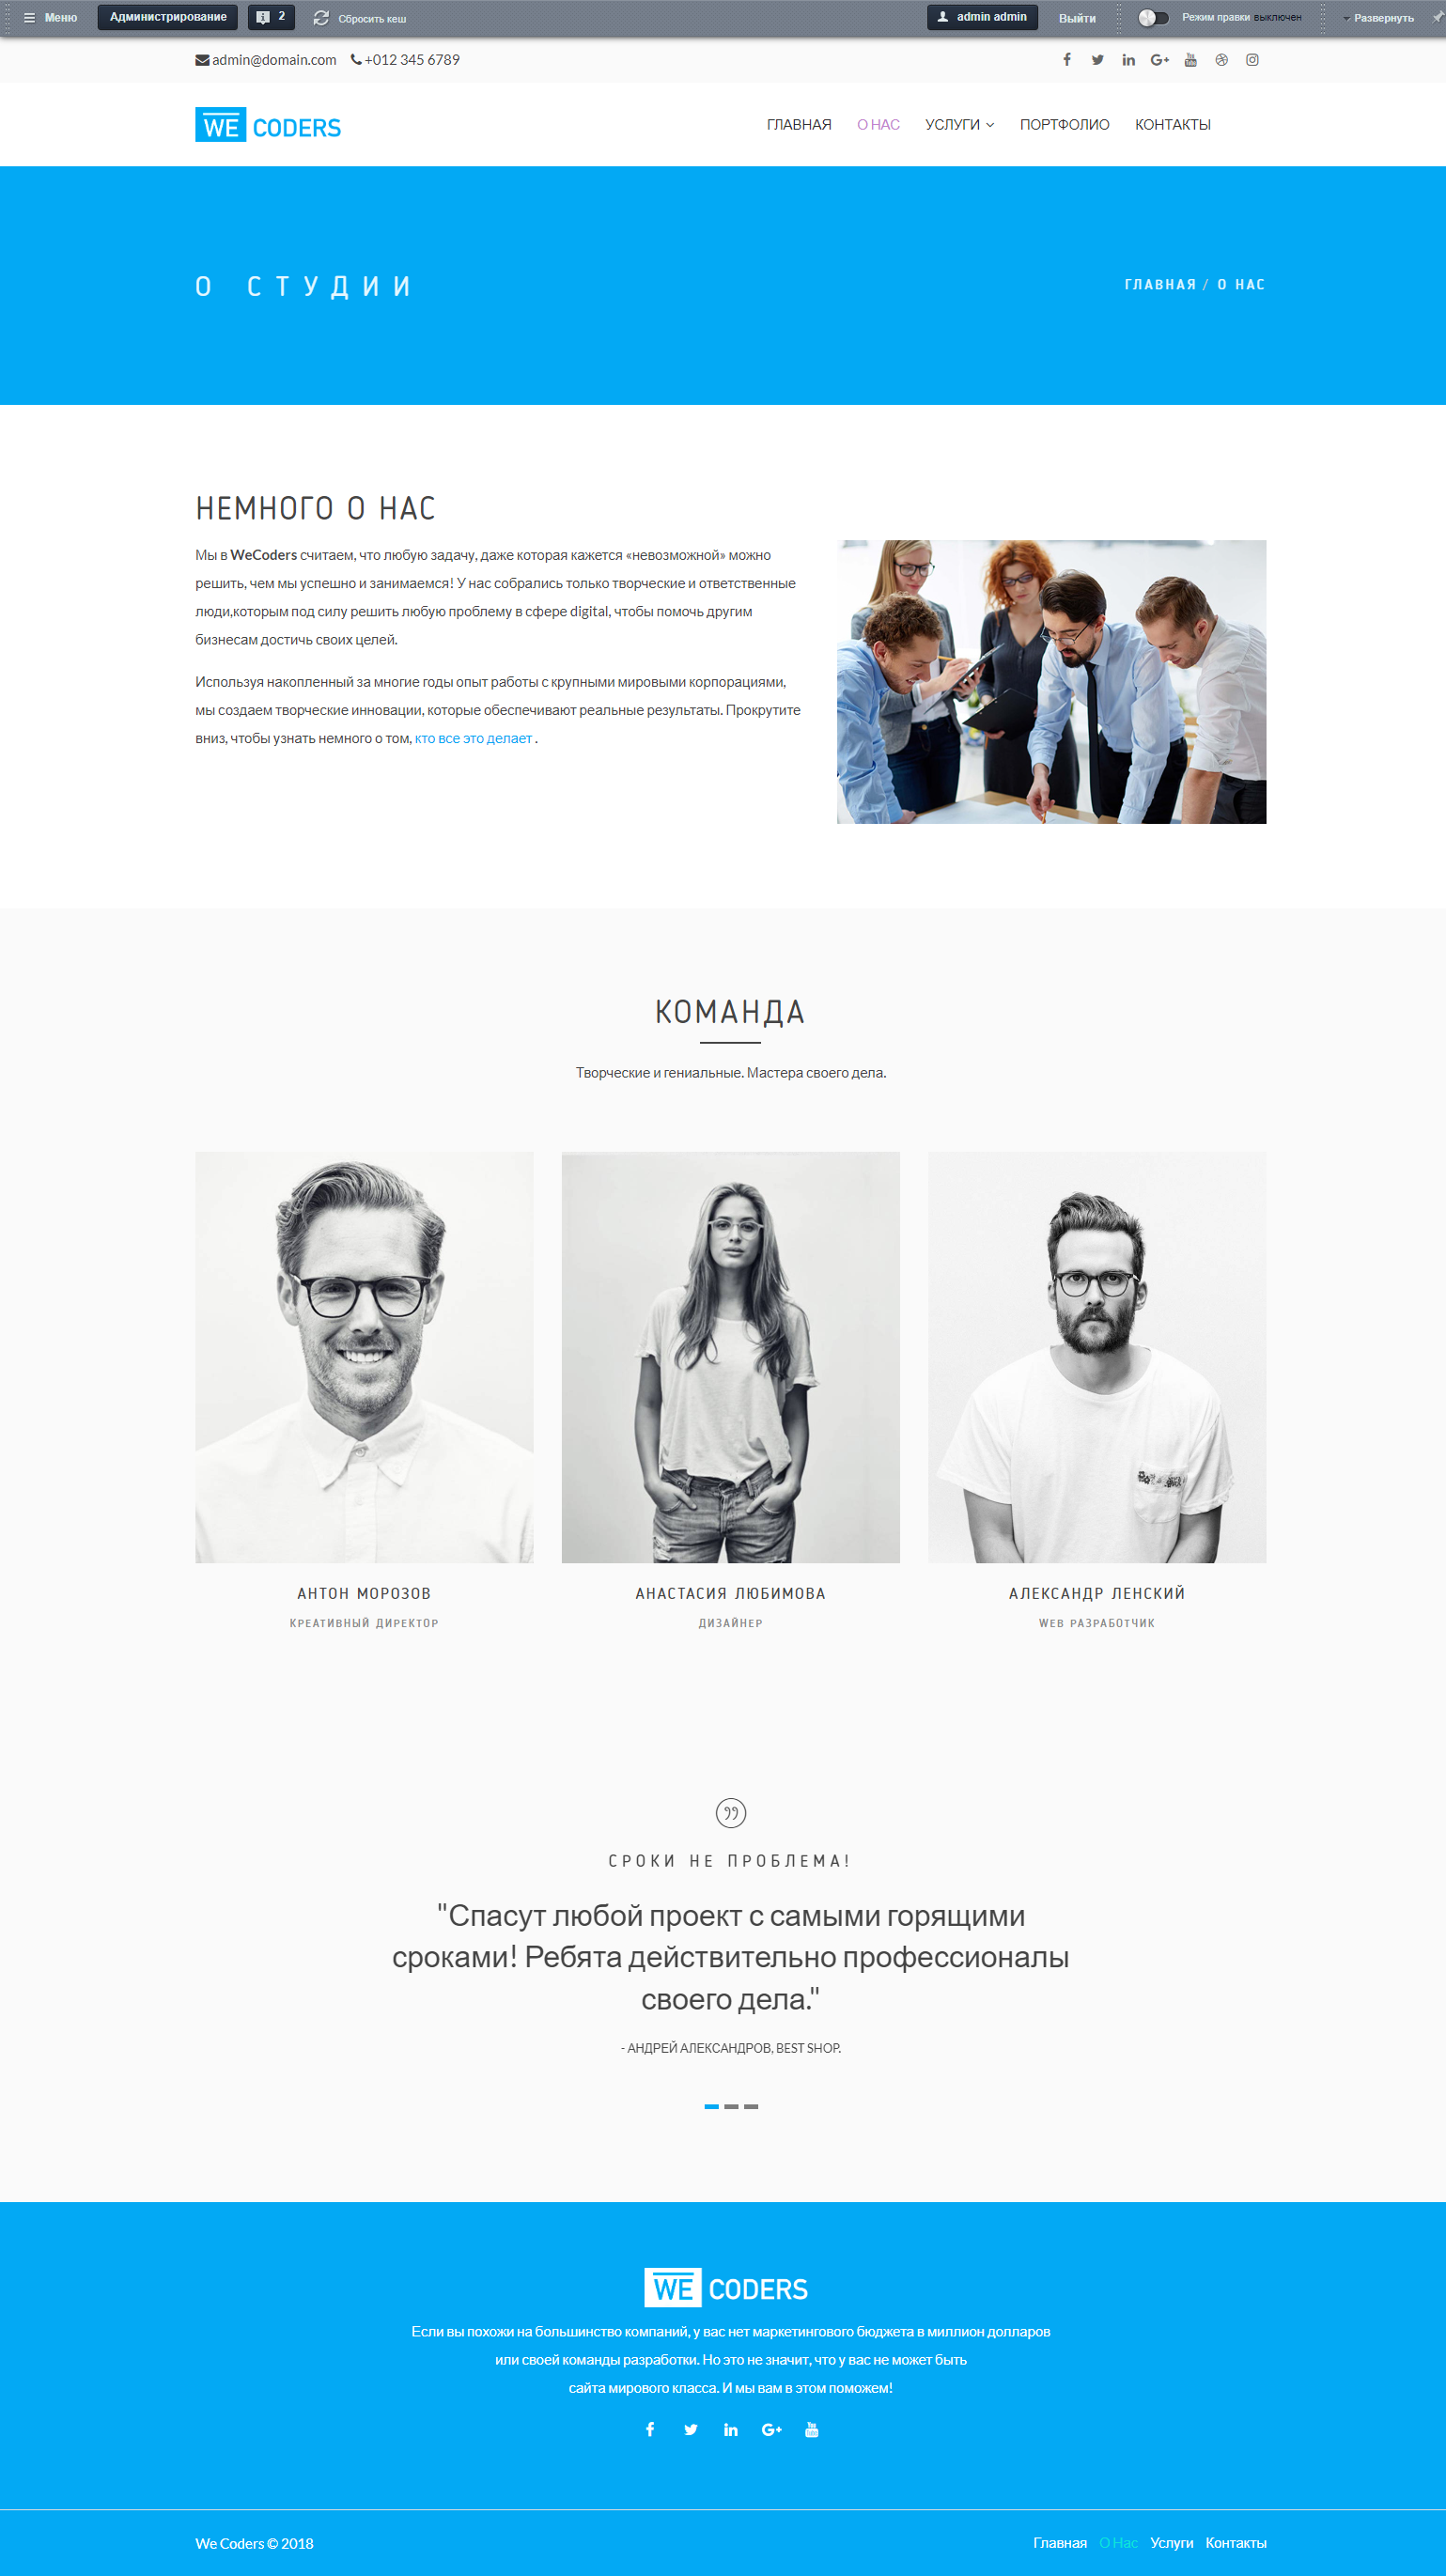 Меню Администрирование 2 Сбросить кеш admin admin Выйти Режим правки выключен Развернуть
admin@domain.com +012 345 6789
WE CODERS ГЛАВНАЯ О НАС УСЛУГИ ПОРТФОЛИО КОНТАКТЫ
О СТУДИИ ГЛАВНАЯ / О НАС
НЕМНОГО О НАС
Мы в WeCoders считаем, что любую задачу, даже которая кажется «невозможной» можно
решить, чем мы успешно и занимаемся! У нас собрались только творческие и ответственные
люди,которым под силу решить любую проблему в сфере digital, чтобы помочь другим
бизнесам достичь своих целей.
Используя накопленный за многие годы опыт работы с крупными мировыми корпорациями,
мы создаем творческие инновации, которые обеспечивают реальные результаты. Прокрутите
вниз, чтобы узнать немного о том, кто все это делает .
КОМАНДА
Творческие и гениальные. Мастера своего дела.
АНТОН МОРОЗОВ
КРЕАТИВНЫЙ ДИРЕКТОР
АНАСТАСИЯ ЛЮБИМОВА
ДИЗАЙНЕР
АЛЕКСАНДР ЛЕНСКИЙ
WEB РАЗРАБОТЧИК
СРОКИ НЕ ПРОБЛЕМА!
"Спасут любой проект с самыми горящими
сроками! Ребята действительно профессионалы
своего дела."
- АНДРЕЙ АЛЕКСАНДРОВ, BEST SHOP.
WE CODERS
Если вы похожи на большинство компаний, у вас нет маркетингового бюджета в миллион долларов
или своей команды разработки. Но это не значит, что у вас не может быть
сайта мирового класса. И мы вам в этом поможем!
We Coders © 2018 Главная О Нас Услуги Контакты